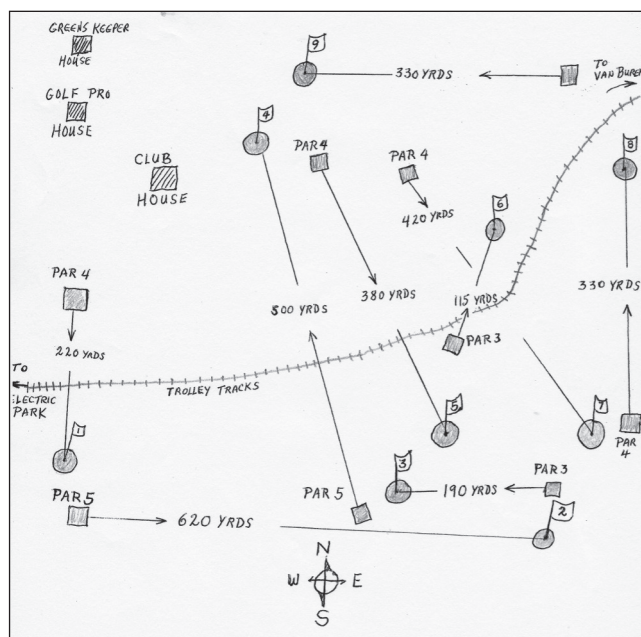 GREENS KEEPER
HOUSE
GOLF PRO
HOUSE
CLUB
HOUSE
9
330 YRDS
TO
VAN BUREN
4
PAR 4
PAR 4
420 YRDS
6
8
PAR 4
220 YRDS
500 YRDS
380 YRDS
115 YRDS
PAR 3
330 YRDS
TO
ELECTRIC
PARK
TROLLEY TRACKS
1
5
7
PAR
4
3
190 YRDS
PAR 3
PAR 5
PAR 5
620 YRDS
2
N
W
E
S